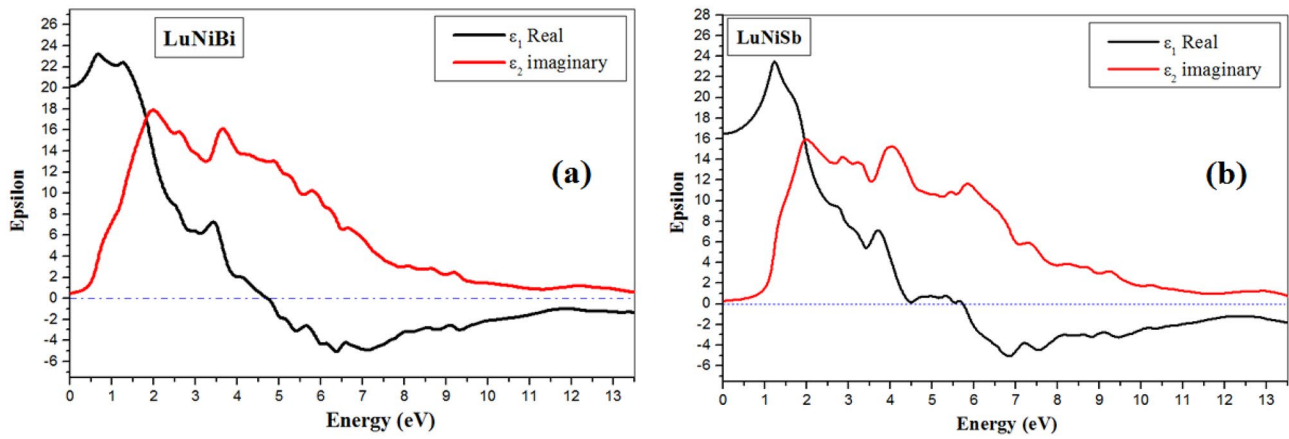 LuNiBi
ε₁ Real
ε₂ imaginary
26
24
22
20
18
16
14
12
10
8
6
4
2
0
-2
-4
-6
Epsilon
(a)
0 1 2 3 4 5 6 7 8 9 10 11 12 13
Energy (eV)
LuNiSb
ε₁ Real
ε₂ imaginary
28
26
24
22
20
18
16
14
12
10
8
6
4
2
0
-2
-4
-6
Epsilon
(b)
0 1 2 3 4 5 6 7 8 9 10 11 12 13
Energy (eV)